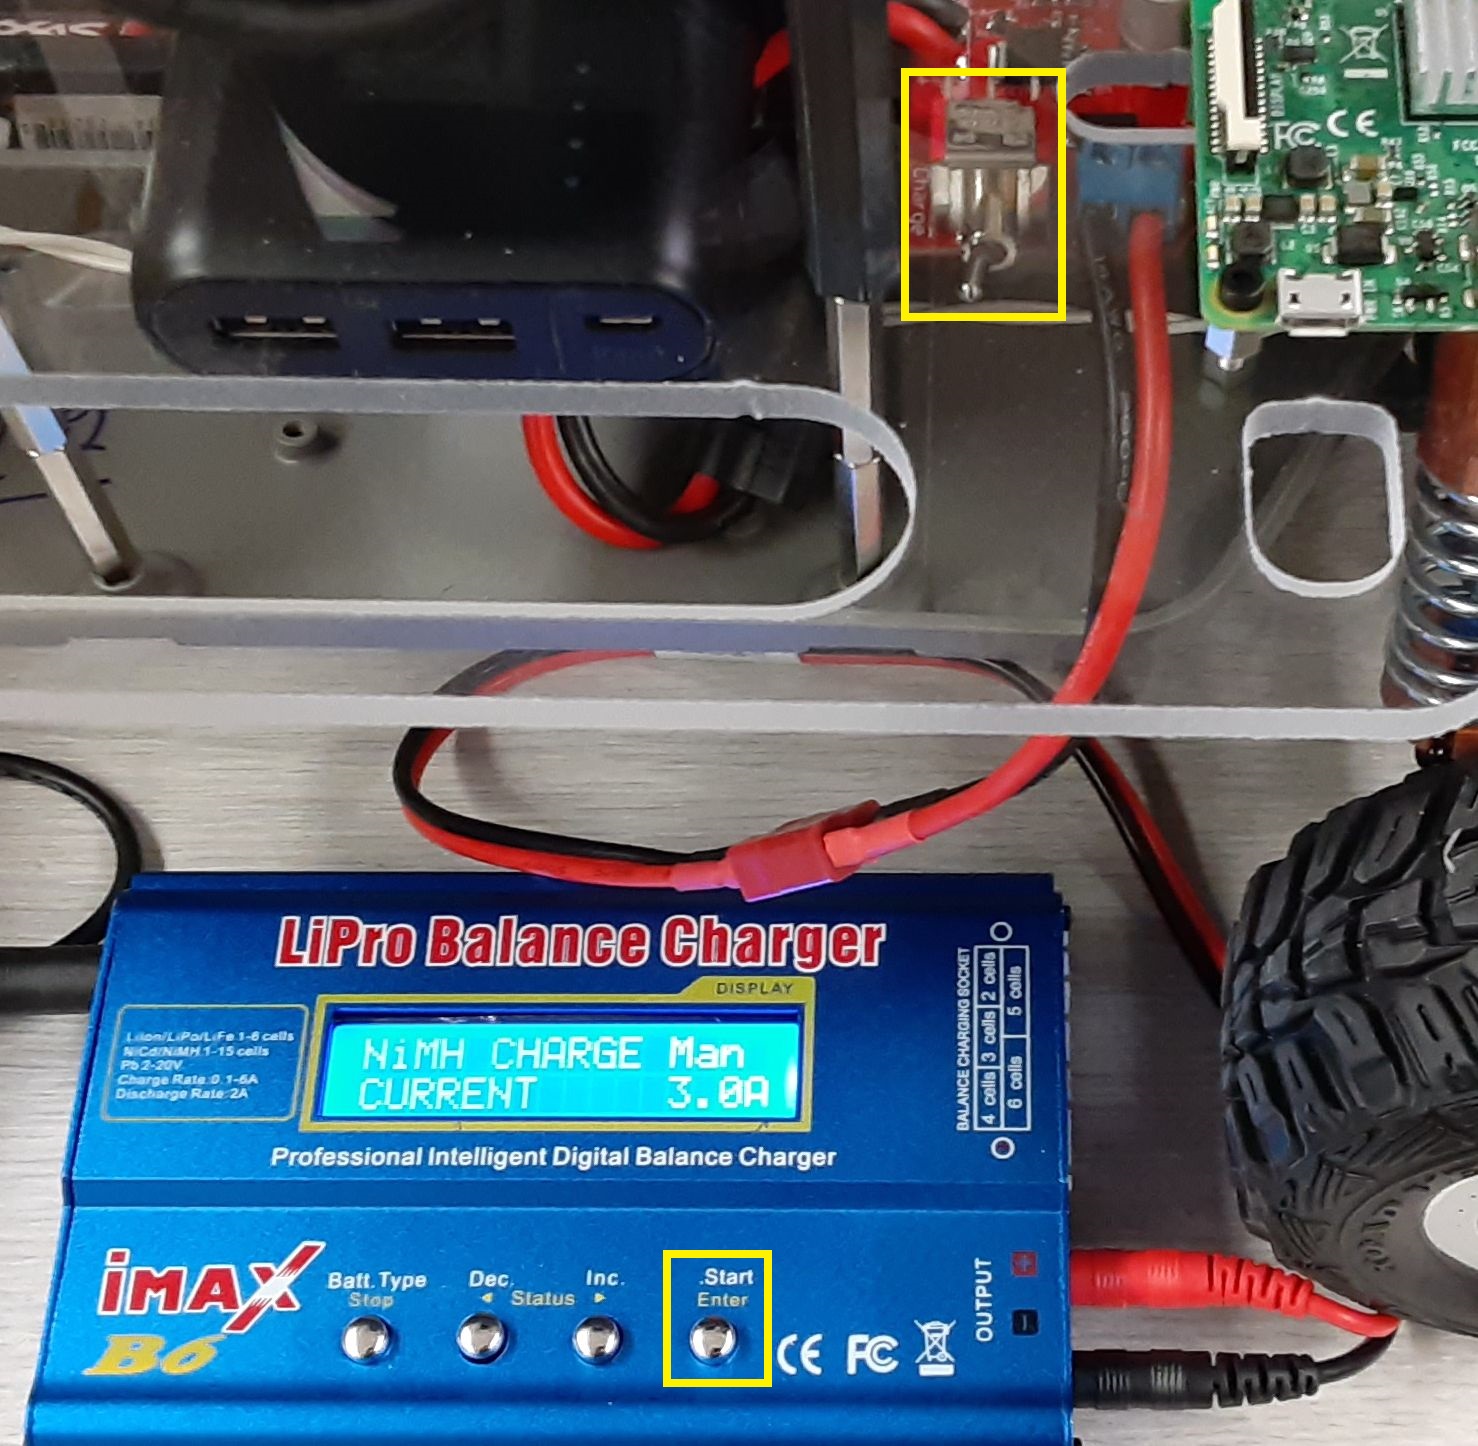 Charge
DISPLAY
FC CE
LiPro Balance Charger
DISPLAY
LiIon/LiPo/LiFe 1-6 cells
NiCd/NiMH 1-15 cells
Pb 2-20V
Charge Rate:0.1-6A
Discharge Rate:2A
NiMH CHARGE Man
CURRENT 3.0A
BALANCE CHARGING SOCKET
4 cells 3 cells 2 cells
6 cells 5 cells
Professional Intelligent Digital Balance Charger
iMAX
B6
Batt.Type
Stop
Dec.
Inc.
Status
.Start
Enter
CE FC
OUTPUT
+
-